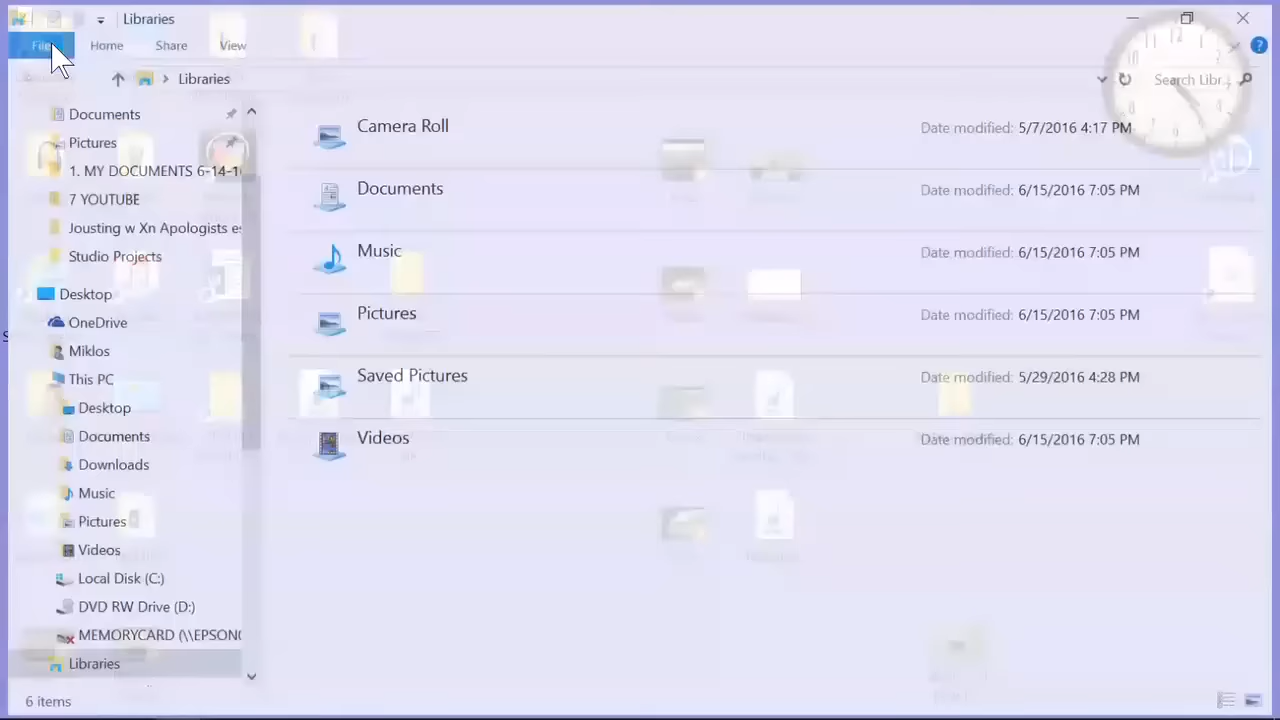 Libraries
File
Home
Share
View
Libraries
Search Libr...
Documents
Pictures
1. MY DOCUMENTS 6-14-1
7 YOUTUBE
Jousting w Xn Apologists e
Studio Projects
Desktop
OneDrive
Miklos
This PC
Desktop
Documents
Downloads
Music
Pictures
Videos
Local Disk (C:)
DVD RW Drive (D:)
MEMORYCARD (\\EPSON
Libraries
Camera Roll
Date modified: 5/7/2016 4:17 PM
Documents
Date modified: 6/15/2016 7:05 PM
Music
Date modified: 6/15/2016 7:05 PM
Pictures
Date modified: 6/15/2016 7:05 PM
Saved Pictures
Date modified: 5/29/2016 4:28 PM
Videos
Date modified: 6/15/2016 7:05 PM
6 items